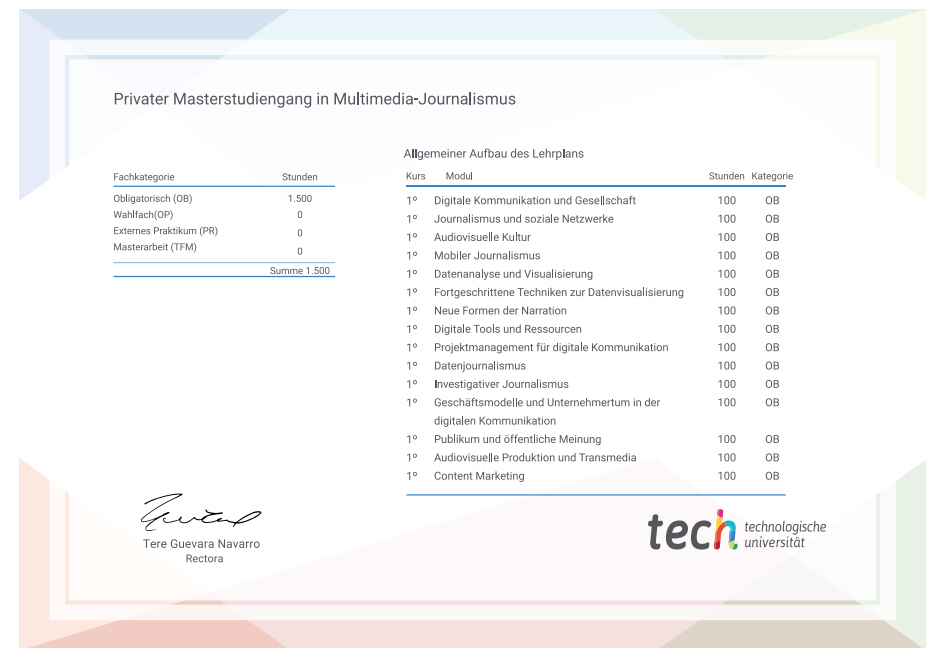 Privater Masterstudiengang in Multimedia-Journalismus
Fachkategorie Stunden
Obligatorisch (OB) 1.500
Wahlfach(OP) 0
Externes Praktikum (PR) 0
Masterarbeit (TFM) 0
Summe 1.500
Allgemeiner Aufbau des Lehrplans
Kurs Modul Stunden Kategorie
1º Digitale Kommunikation und Gesellschaft 100 OB
1º Journalismus und soziale Netzwerke 100 OB
1º Audiovisuelle Kultur 100 OB
1º Mobiler Journalismus 100 OB
1º Datenanalyse und Visualisierung 100 OB
1º Fortgeschrittene Techniken zur Datenvisualisierung 100 OB
1º Neue Formen der Narration 100 OB
1º Digitale Tools und Ressourcen 100 OB
1º Projektmanagement für digitale Kommunikation 100 OB
1º Datenjournalismus 100 OB
1º Investigativer Journalismus 100 OB
1º Geschäftsmodelle und Unternehmertum in der 100 OB
digitalen Kommunikation
1º Publikum und öffentliche Meinung 100 OB
1º Audiovisuelle Produktion und Transmedia 100 OB
1º Content Marketing 100 OB
Tere Guevara Navarro
Rectora
tech technologische
universität